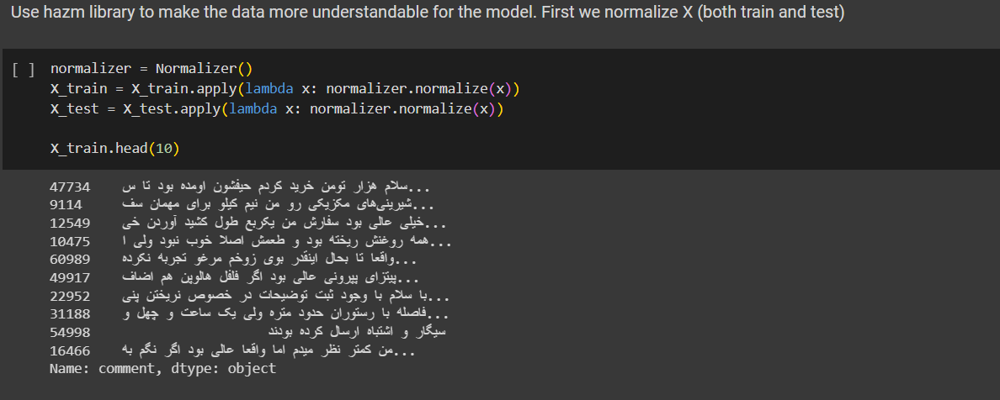 Use hazm library to make the data more understandable for the model. First we normalize X (both train and test)
[ ] normalizer = Normalizer()
X_train = X_train.apply(lambda x: normalizer.normalize(x))
X_test = X_test.apply(lambda x: normalizer.normalize(x))
X_train.head(10)
47734 سلام هزار تومن خرید کردم حیفشون اومده بود تا س...
9114 شیرینی‌های مکزیکی رو من نیم کیلو برای مهمان سف...
12549 خیلی عالی بود سفارش من یکربع طول کشید آوردن خی...
10475 همه روغنش ریخته بود و طعمش اصلا خوب نبود ولی ا...
60989 واقعا تا بحال اینقدر بوی زوخم مرغو تجربه نکرده...
49917 پیتزای پپرونی عالی بود اگر فلفل هالوپن هم اضاف...
22952 با سلام با وجود ثبت توضیحات در خصوص نریختن پنی...
31188 فاصله با رستوران حدود متره ولی یک ساعت و چهل و...
54998 سیگار و اشتباه ارسال کرده بودند
16466 من کمتر نظر میدم اما واقعا عالی بود اگر نگم به...
Name: comment, dtype: object